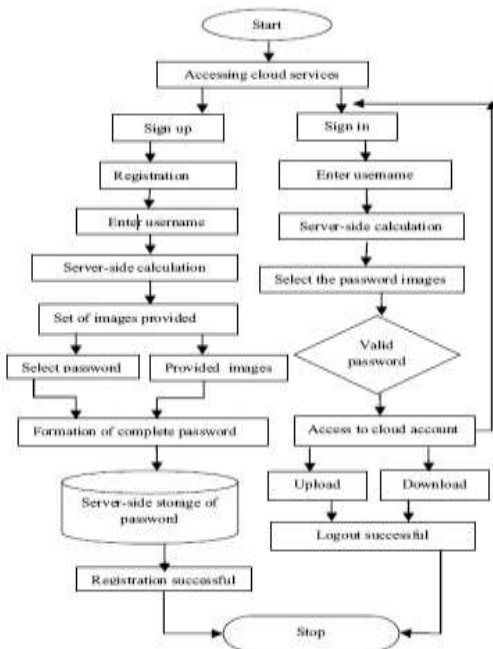 Start
Accessing cloud services
Sign up
Registration
Enter username
Server-side calculation
Set of images provided
Select password
Provided images
Formation of complete password
Server-side storage of
password
Registration successful
Sign in
Enter username
Server-side calculation
Select the password images
Valid
password
Access to cloud account
Upload
Download
Logout successful
Stop